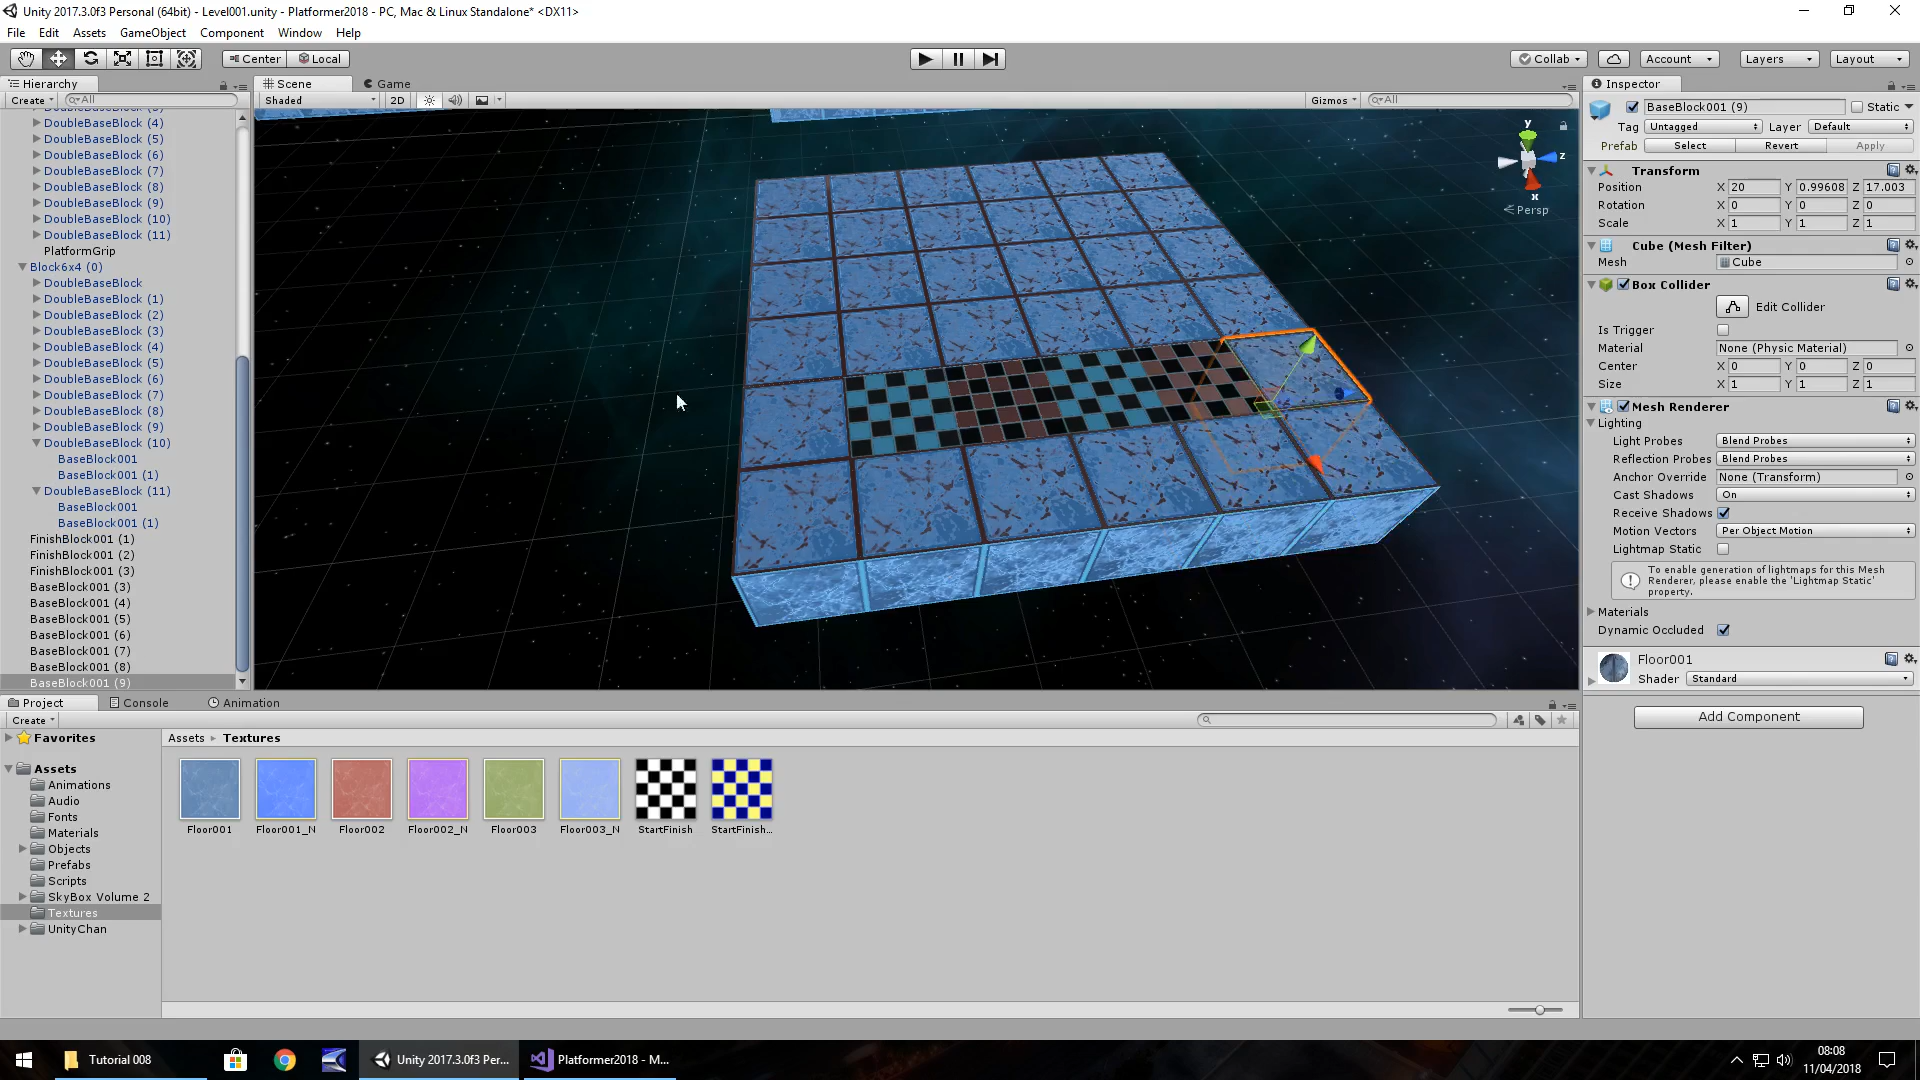 Unity 2017.3.0f3 Personal (64bit) - Level001.unity - Platformer2018 - PC, Mac & Linux Standalone* <DX11>
File Edit Assets GameObject Component Window Help
Center Local
Collab Account Layers Layout
Hierarchy
Create All
DoubleBaseBlock (4)
DoubleBaseBlock (5)
DoubleBaseBlock (6)
DoubleBaseBlock (7)
DoubleBaseBlock (8)
DoubleBaseBlock (9)
DoubleBaseBlock (10)
DoubleBaseBlock (11)
PlatformGrip
Block6x4 (0)
DoubleBaseBlock
DoubleBaseBlock (1)
DoubleBaseBlock (2)
DoubleBaseBlock (3)
DoubleBaseBlock (4)
DoubleBaseBlock (5)
DoubleBaseBlock (6)
DoubleBaseBlock (7)
DoubleBaseBlock (8)
DoubleBaseBlock (9)
DoubleBaseBlock (10)
BaseBlock001
BaseBlock001 (1)
DoubleBaseBlock (11)
BaseBlock001
BaseBlock001 (1)
FinishBlock001 (1)
FinishBlock001 (2)
FinishBlock001 (3)
BaseBlock001 (3)
BaseBlock001 (4)
BaseBlock001 (5)
BaseBlock001 (6)
BaseBlock001 (7)
BaseBlock001 (8)
BaseBlock001 (9)
Scene Game
Shaded 2D Gizmos All
y
z
x
Persp
Inspector
BaseBlock001 (9) Static
Tag Untagged Layer Default
Prefab Select Revert Apply
Transform
Position X 20 Y 0.99608 Z 17.003
Rotation X 0 Y 0 Z 0
Scale X 1 Y 1 Z 1
Cube (Mesh Filter)
Mesh Cube
Box Collider
Edit Collider
Is Trigger
Material None (Physic Material)
Center X 0 Y 0 Z 0
Size X 1 Y 1 Z 1
Mesh Renderer
Lighting
Light Probes Blend Probes
Reflection Probes Blend Probes
Anchor Override None (Transform)
Cast Shadows On
Receive Shadows
Motion Vectors Per Object Motion
Lightmap Static
To enable generation of lightmaps for this Mesh
Renderer, please enable the 'Lightmap Static'
property.
Materials
Dynamic Occluded
Floor001
Shader Standard
Add Component
Project Console Animation
Create
Favorites
Assets
Animations
Audio
Fonts
Materials
Objects
Prefabs
Scripts
SkyBox Volume 2
Textures
UnityChan
Assets Textures
Floor001 Floor001_N Floor002 Floor002_N Floor003 Floor003_N StartFinish StartFinish...
Tutorial 008 Unity 2017.3.0f3 Per... Platformer2018 - M...
08:08
11/04/2018